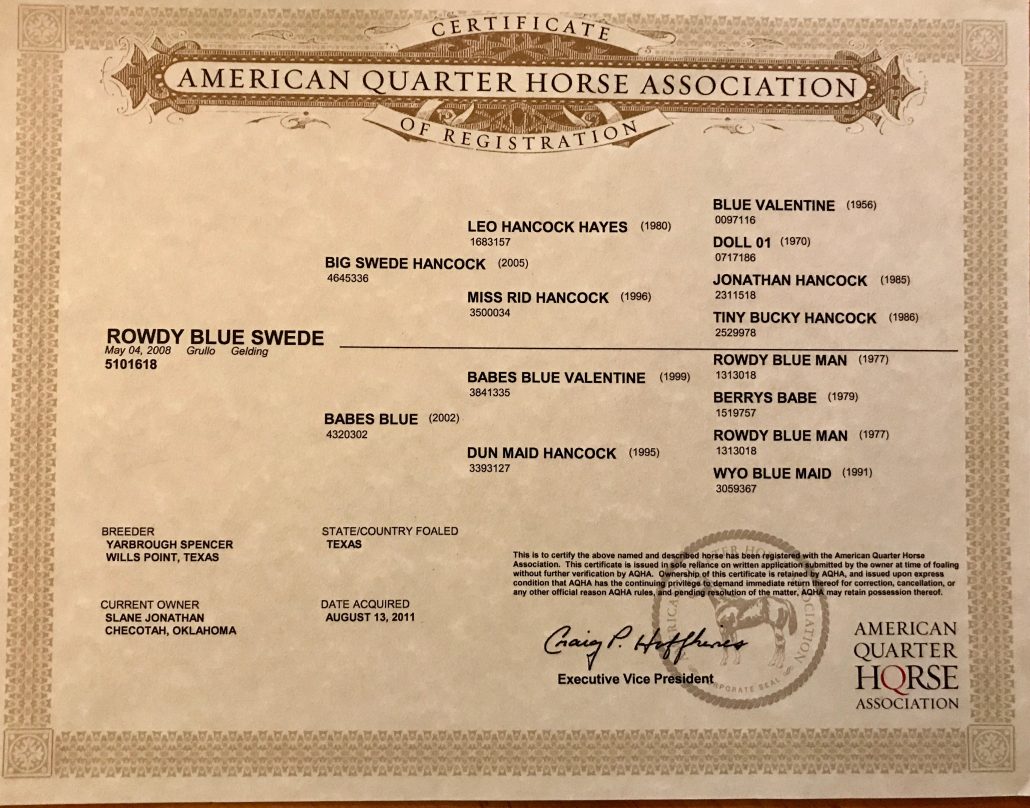 CERTIFICATE
AMERICAN QUARTER HORSE ASSOCIATION
OF REGISTRATION
BLUE VALENTINE (1956)
0097116
LEO HANCOCK HAYES (1980)
1683157
DOLL 01 (1970)
0717186
BIG SWEDE HANCOCK (2005)
4645336
JONATHAN HANCOCK (1985)
2311518
MISS RID HANCOCK (1996)
3500034
TINY BUCKY HANCOCK (1986)
2529978
ROWDY BLUE SWEDE
May 04, 2008 Grullo Gelding
5101618
ROWDY BLUE MAN (1977)
1313018
BABES BLUE VALENTINE (1999)
3841335
BERRYS BABE (1979)
1519757
BABES BLUE (2002)
4320302
ROWDY BLUE MAN (1977)
1313018
DUN MAID HANCOCK (1995)
3393127
WYO BLUE MAID (1991)
3059367
BREEDER
YARBROUGH SPENCER
WILLS POINT, TEXAS
STATE/COUNTRY FOALED
TEXAS
CURRENT OWNER
SLANE JONATHAN
CHECOTAH, OKLAHOMA
DATE ACQUIRED
AUGUST 13, 2011
This is to certify the above named and described horse has been registered with the American Quarter Horse
Association. This certificate is issued in sole reliance on written application submitted by the owner at time of foaling
without further verification by AQHA. Ownership of this certificate is retained by AQHA, and issued upon express
condition that AQHA has the continuing privilege to demand immediate return thereof for correction, cancellation, or
any other official reason AQHA rules, and pending resolution of the matter, AQHA may retain possession thereof.
Craig P. Huffhines
Executive Vice President
CORPORATE SEAL
AMERICAN
QUARTER
HORSE
ASSOCIATION